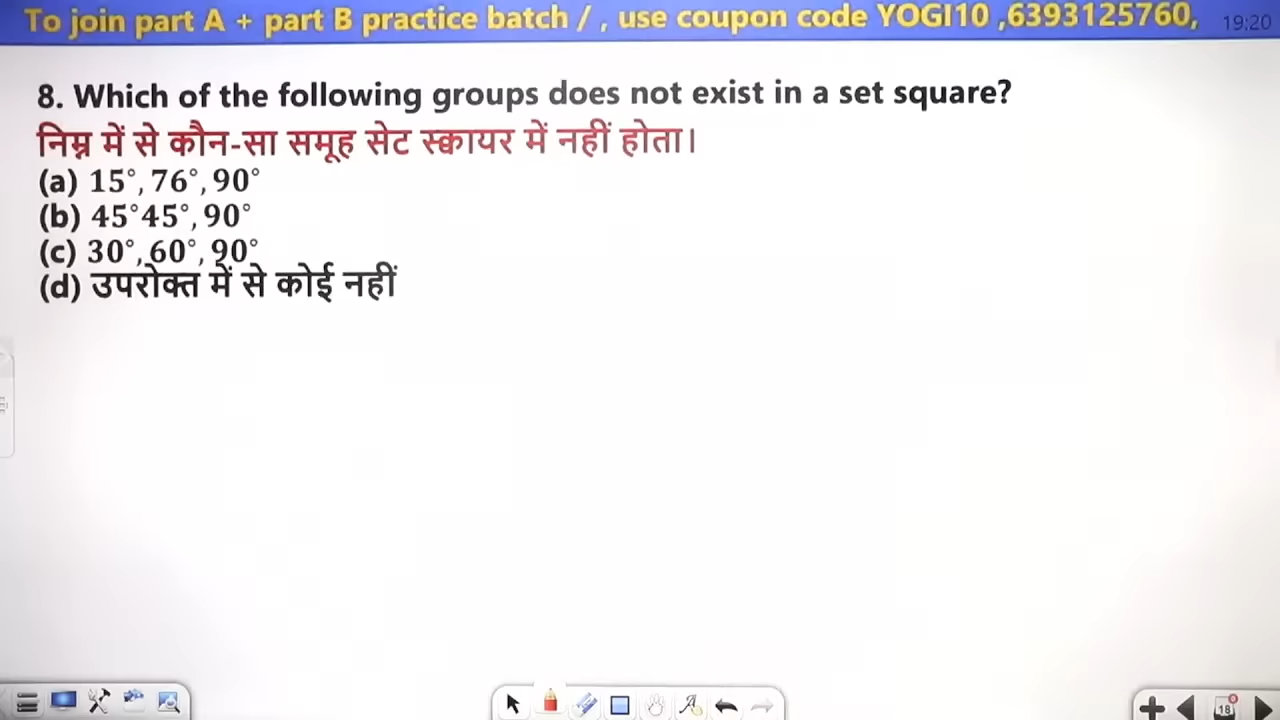 To join part A + part B practice batch / , use coupon code YOGI10 ,6393125760,
19:20
8. Which of the following groups does not exist in a set square?
निम्न में से कौन-सा समूह सेट स्क्वायर में नहीं होता।
(a) 15°, 76°, 90°
(b) 45°45°, 90°
(c) 30°, 60°, 90°
(d) उपरोक्त में से कोई नहीं
18